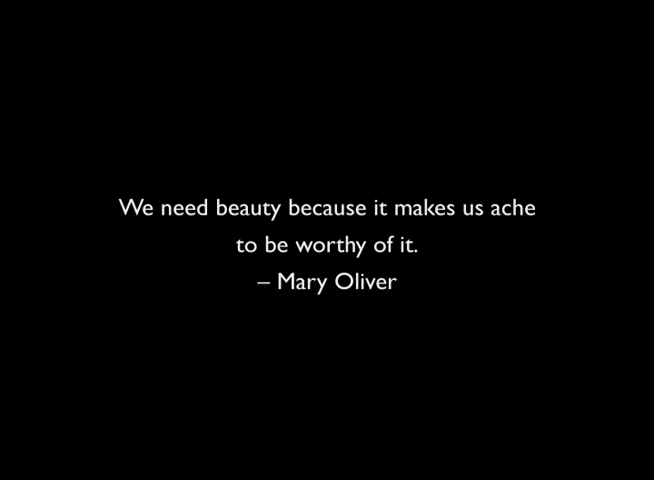 We need beauty because it makes us ache
to be worthy of it.
– Mary Oliver